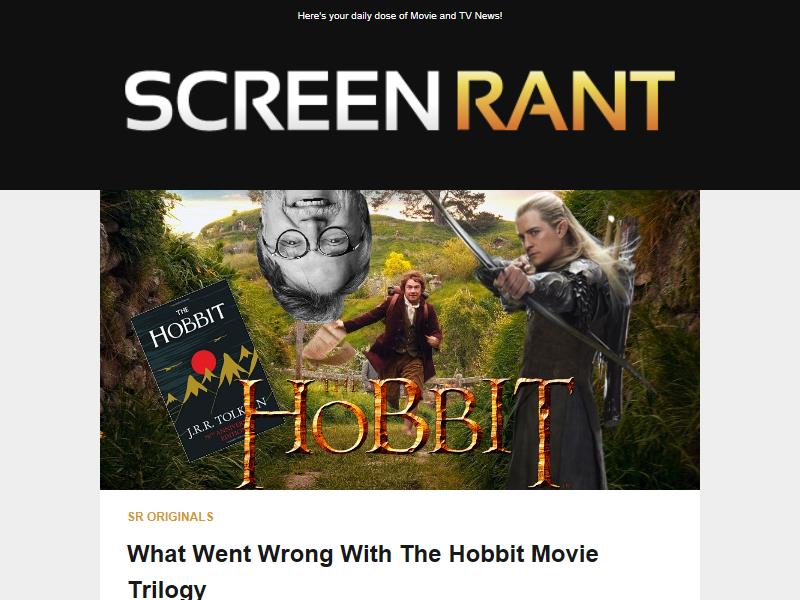 Here's your daily dose of Movie and TV News!
SCREEN RANT
THE
HOBBIT
J.R.R. TOLKIEN
THE
HOBBIT
SR ORIGINALS
What Went Wrong With The Hobbit Movie
Trilogy